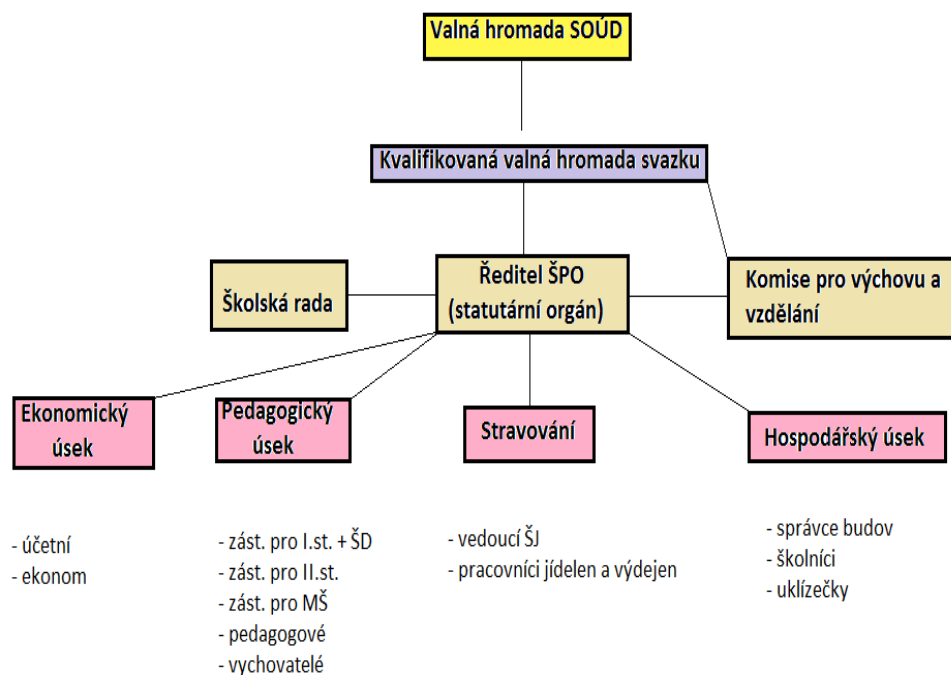 Valná hromada SOÚD
Kvalifikovaná valná hromada svazku
Školská rada
Ředitel ŠPO
(statutární orgán)
Komise pro výchovu a
vzdělání
Ekonomický
úsek
Pedagogický
úsek
Stravování
Hospodářský úsek
- účetní
- ekonom
- zást. pro I.st. + ŠD
- zást. pro II.st.
- zást. pro MŠ
- pedagogové
- vychovatelé
- vedoucí ŠJ
- pracovníci jídelen a výdejen
- správce budov
- školníci
- uklízečky